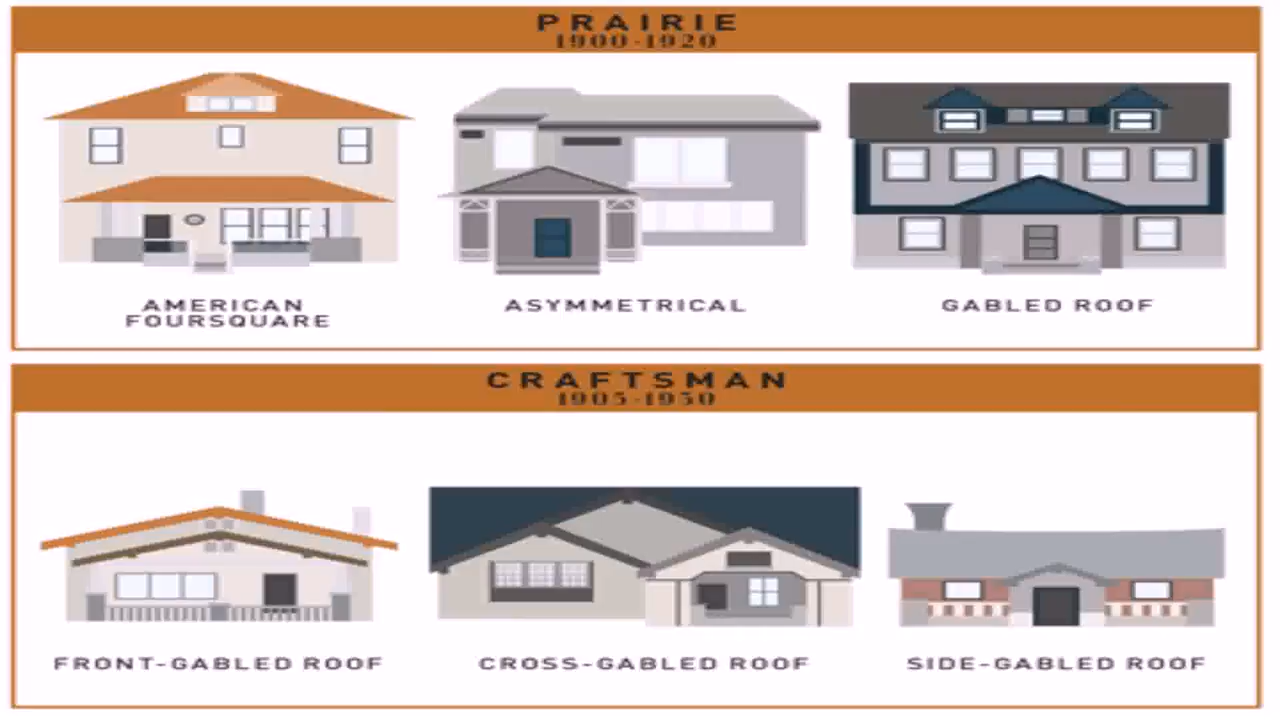 PRAIRIE
1900-1920
AMERICAN
FOURSQUARE
ASYMMETRICAL
GABLED ROOF
CRAFTSMAN
1905-1930
FRONT-GABLED ROOF
CROSS-GABLED ROOF
SIDE-GABLED ROOF